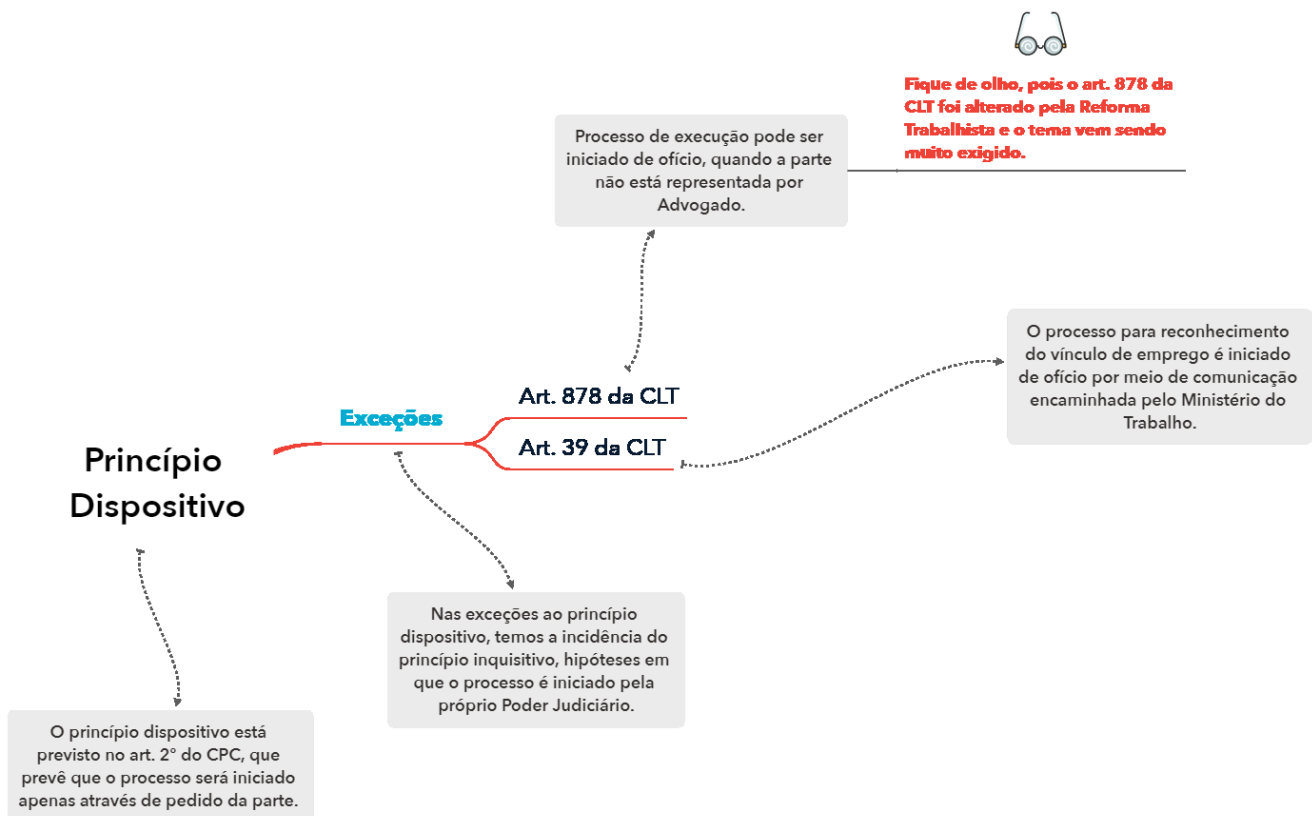 Fique de olho, pois o art. 878 da
CLT foi alterado pela Reforma
Trabalhista e o tema vem sendo
muito exigido.
Processo de execução pode ser
iniciado de ofício, quando a parte
não está representada por
Advogado.
O processo para reconhecimento
do vínculo de emprego é iniciado
de ofício por meio de comunicação
encaminhada pelo Ministério do
Trabalho.
Art. 878 da CLT
Exceções
Art. 39 da CLT
Princípio
Dispositivo
Nas exceções ao princípio
dispositivo, temos a incidência do
princípio inquisitivo, hipóteses em
que o processo é iniciado pela
próprio Poder Judiciário.
O princípio dispositivo está
previsto no art. 2° do CPC, que
prevê que o processo será iniciado
apenas através de pedido da parte.